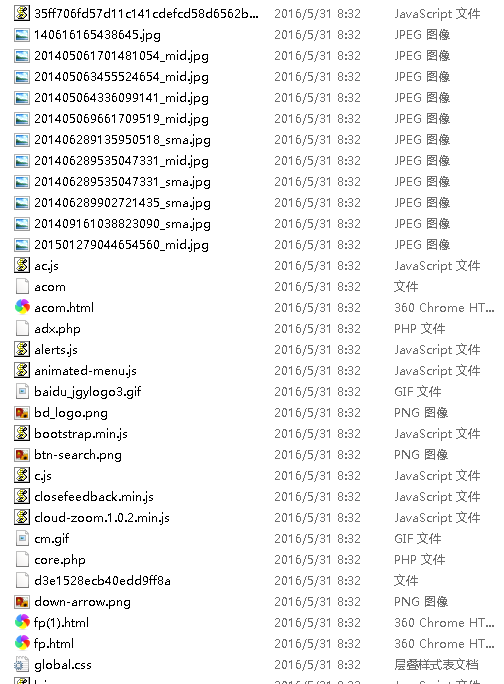 35ff706fd57d11c141cdefcd58d6562b... 2016/5/31 8:32 JavaScript 文件
140616165438645.jpg 2016/5/31 8:32 JPEG 图像
201405061701481054_mid.jpg 2016/5/31 8:32 JPEG 图像
201405063455524654_mid.jpg 2016/5/31 8:32 JPEG 图像
201405064336099141_mid.jpg 2016/5/31 8:32 JPEG 图像
201405069661709519_mid.jpg 2016/5/31 8:32 JPEG 图像
201406289135950518_sma.jpg 2016/5/31 8:32 JPEG 图像
201406289535047331_mid.jpg 2016/5/31 8:32 JPEG 图像
201406289535047331_sma.jpg 2016/5/31 8:32 JPEG 图像
201406289902721435_sma.jpg 2016/5/31 8:32 JPEG 图像
201409161038823090_sma.jpg 2016/5/31 8:32 JPEG 图像
201501279044654560_mid.jpg 2016/5/31 8:32 JPEG 图像
ac.js 2016/5/31 8:32 JavaScript 文件
acom 2016/5/31 8:32 文件
acom.html 2016/5/31 8:32 360 Chrome HT...
adx.php 2016/5/31 8:32 PHP 文件
alerts.js 2016/5/31 8:32 JavaScript 文件
animated-menu.js 2016/5/31 8:32 JavaScript 文件
baidu_jgylogo3.gif 2016/5/31 8:32 GIF 文件
bd_logo.png 2016/5/31 8:32 PNG 图像
bootstrap.min.js 2016/5/31 8:32 JavaScript 文件
btn-search.png 2016/5/31 8:32 PNG 图像
c.js 2016/5/31 8:32 JavaScript 文件
closefeedback.min.js 2016/5/31 8:32 JavaScript 文件
cloud-zoom.1.0.2.min.js 2016/5/31 8:32 JavaScript 文件
cm.gif 2016/5/31 8:32 GIF 文件
core.php 2016/5/31 8:32 PHP 文件
d3e1528ecb40edd9ff8a 2016/5/31 8:32 文件
down-arrow.png 2016/5/31 8:32 PNG 图像
fp(1).html 2016/5/31 8:32 360 Chrome HT...
fp.html 2016/5/31 8:32 360 Chrome HT...
global.css 2016/5/31 8:32 层叠样式表文档